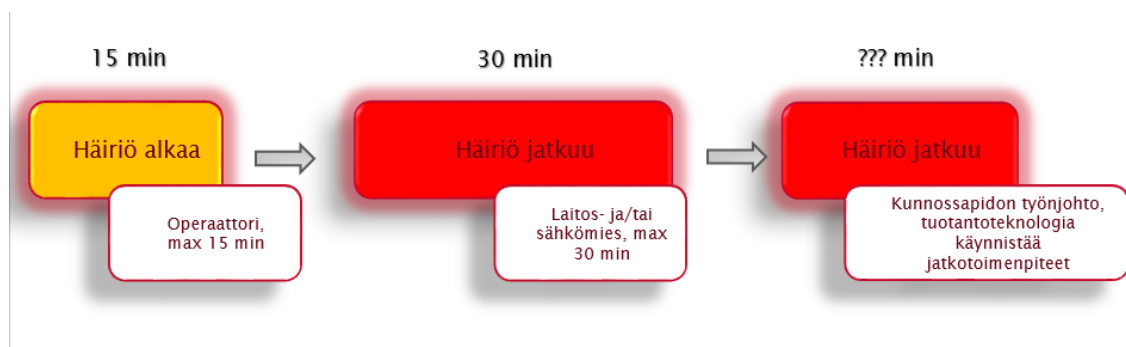 15 min
30 min
??? min
Häiriö alkaa
Häiriö jatkuu
Häiriö jatkuu
Operaattori,
max 15 min
Laitos- ja/tai
sähkömies, max
30 min
Kunnossapidon työnjohto,
tuotantoteknologia
käynnistää
jatkotoimenpiteet